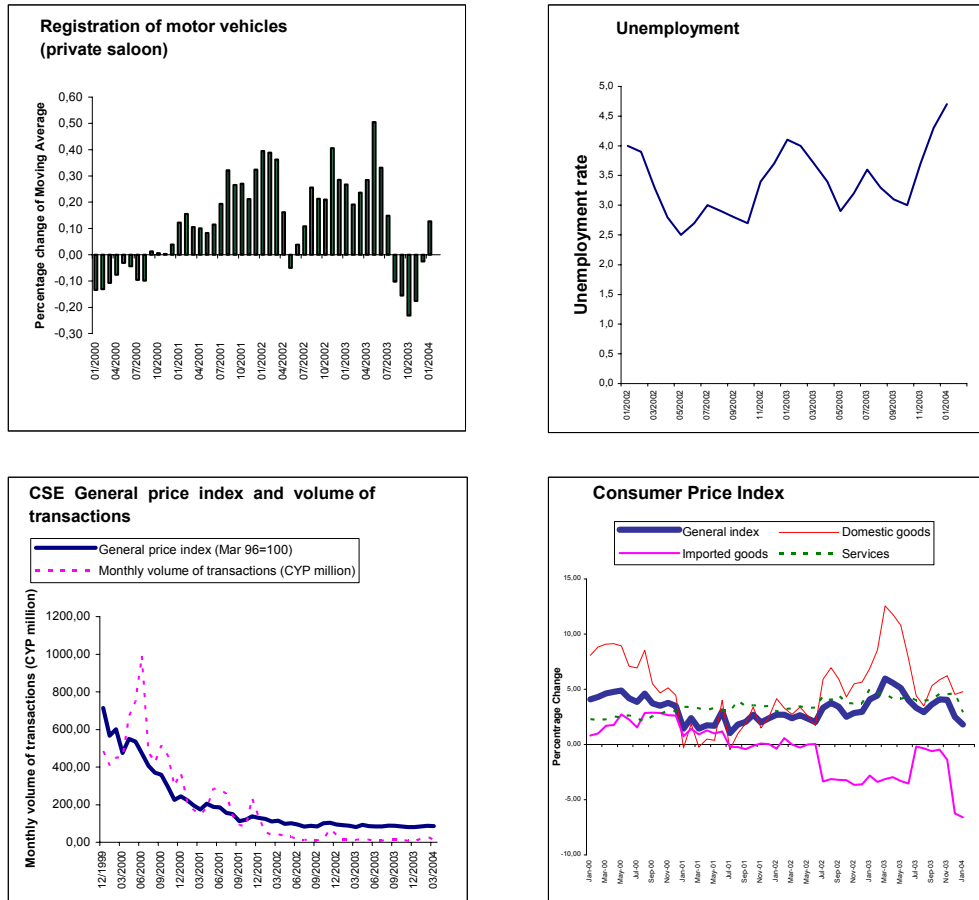 Registration of motor vehicles
(private saloon)
Percentage change of Moving Average
0,60
0,50
0,40
0,30
0,20
0,10
0,00
-0,10
-0,20
-0,30
01/2000
04/2000
07/2000
10/2000
01/2001
04/2001
07/2001
10/2001
01/2002
04/2002
07/2002
10/2002
01/2003
04/2003
07/2003
10/2003
01/2004
Unemployment
Unemployment rate
5,0
4,5
4,0
3,5
3,0
2,5
2,0
1,5
1,0
0,5
0,0
01/2002
03/2002
05/2002
07/2002
09/2002
11/2002
01/2003
03/2003
05/2003
07/2003
09/2003
11/2003
01/2004
CSE General price index and volume of
transactions
General price index (Mar 96=100)
Monthly volume of transactions (CYP million)
Monthly volume of transactions (CYP million)
1200,00
1000,00
800,00
600,00
400,00
200,00
0,00
12/1999
03/2000
06/2000
09/2000
12/2000
03/2001
06/2001
09/2001
12/2001
03/2002
06/2002
09/2002
12/2002
03/2003
06/2003
09/2003
12/2003
03/2004
Consumer Price Index
General index
Domestic goods
Imported goods
Services
Percentage Change
15,00
10,00
5,00
0,00
-5,00
-10,00
Jan-00
Mar-00
May-00
Jul-00
Sep-00
Nov-00
Jan-01
Mar-01
May-01
Jul-01
Sep-01
Nov-01
Jan-02
Mar-02
May-02
Jul-02
Sep-02
Nov-02
Jan-03
Mar-03
May-03
Jul-03
Sep-03
Nov-03
Jan-04